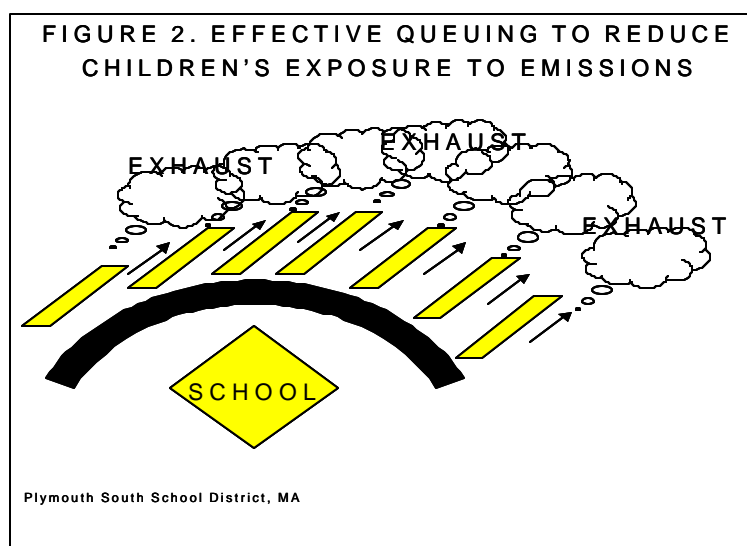 FIGURE 2. EFFECTIVE QUEUING TO REDUCE
CHILDREN'S EXPOSURE TO EMISSIONS
EXHAUST
EXHAUST
EXHAUST
SCHOOL
Plymouth South School District, MA